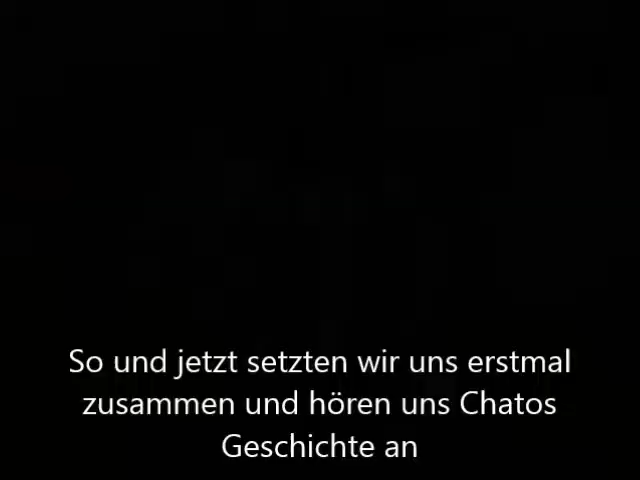 So und jetzt setzten wir uns erstmal
zusammen und hören uns Chatos
Geschichte an